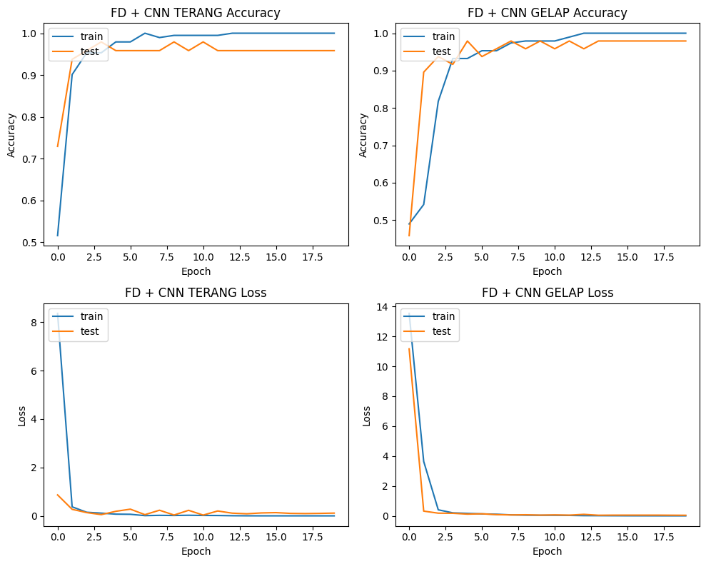 FD + CNN TERANG Accuracy
1.0
0.9
0.8
0.7
0.6
0.5
Accuracy
train
test
0.0 2.5 5.0 7.5 10.0 12.5 15.0 17.5
Epoch
FD + CNN GELAP Accuracy
1.0
0.9
0.8
0.7
0.6
0.5
Accuracy
train
test
0.0 2.5 5.0 7.5 10.0 12.5 15.0 17.5
Epoch
FD + CNN TERANG Loss
8
6
4
2
0
Loss
train
test
0.0 2.5 5.0 7.5 10.0 12.5 15.0 17.5
Epoch
FD + CNN GELAP Loss
14
12
10
8
6
4
2
0
Loss
train
test
0.0 2.5 5.0 7.5 10.0 12.5 15.0 17.5
Epoch